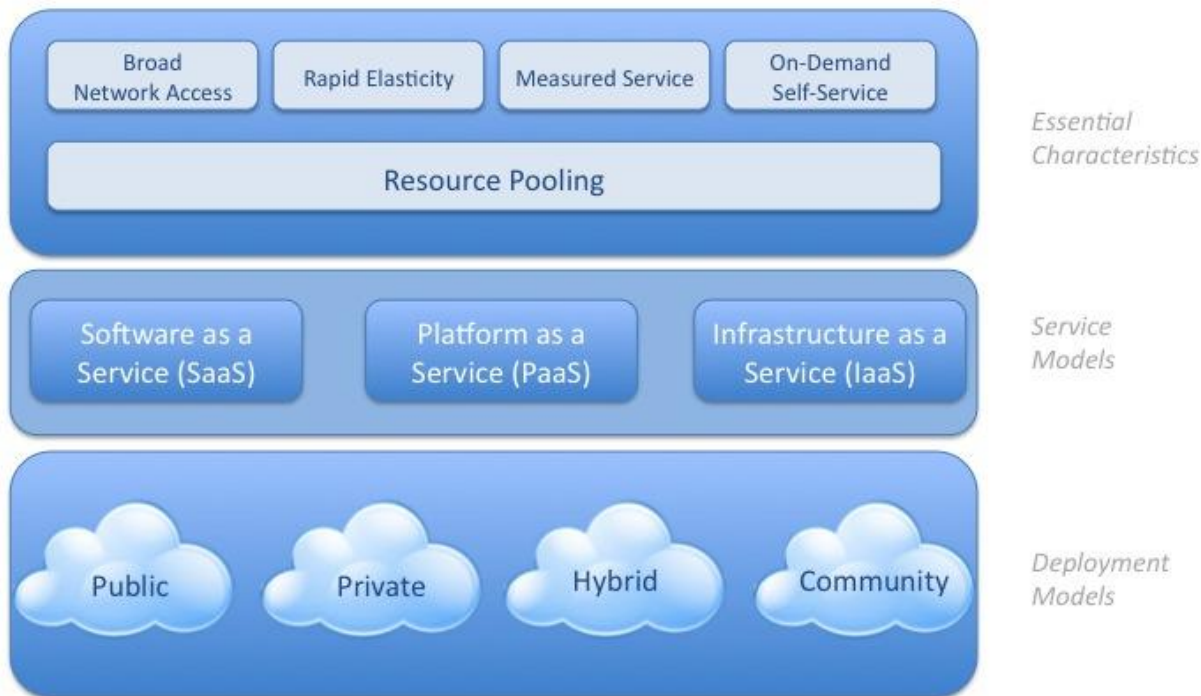 Broad
Network Access
Rapid Elasticity
Measured Service
On-Demand
Self-Service
Resource Pooling
Essential
Characteristics
Software as a
Service (SaaS)
Platform as a
Service (PaaS)
Infrastructure as a
Service (IaaS)
Service
Models
Public
Private
Hybrid
Community
Deployment
Models